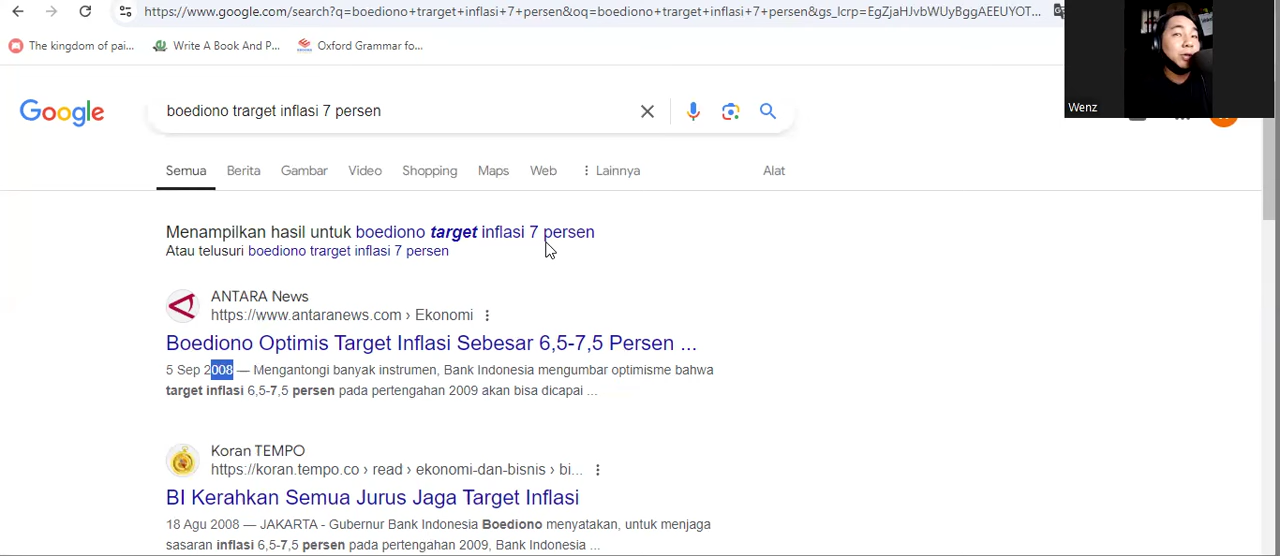 https://www.google.com/search?q=boediono+trarget+inflasi+7+persen&oq=boediono+trarget+inflasi+7+persen&gs_lcrp=EgZjaHJvbWUyBggAEEUYOT...
The kingdom of pai...
Write A Book And P...
Oxford Grammar fo...
Wenz
Google
boediono trarget inflasi 7 persen
Semua
Berita
Gambar
Video
Shopping
Maps
Web
Lainnya
Alat
Menampilkan hasil untuk boediono target inflasi 7 persen
Atau telusuri boediono trarget inflasi 7 persen
ANTARA News
https://www.antaranews.com › Ekonomi
Boediono Optimis Target Inflasi Sebesar 6,5-7,5 Persen ...
5 Sep 2008 — Mengantongi banyak instrumen, Bank Indonesia mengumbar optimisme bahwa
target inflasi 6,5-7,5 persen pada pertengahan 2009 akan bisa dicapai ...
Koran TEMPO
https://koran.tempo.co › read › ekonomi-dan-bisnis › bi...
BI Kerahkan Semua Jurus Jaga Target Inflasi
18 Agu 2008 — JAKARTA - Gubernur Bank Indonesia Boediono menyatakan, untuk menjaga
sasaran inflasi 6,5-7,5 persen pada pertengahan 2009, Bank Indonesia ...